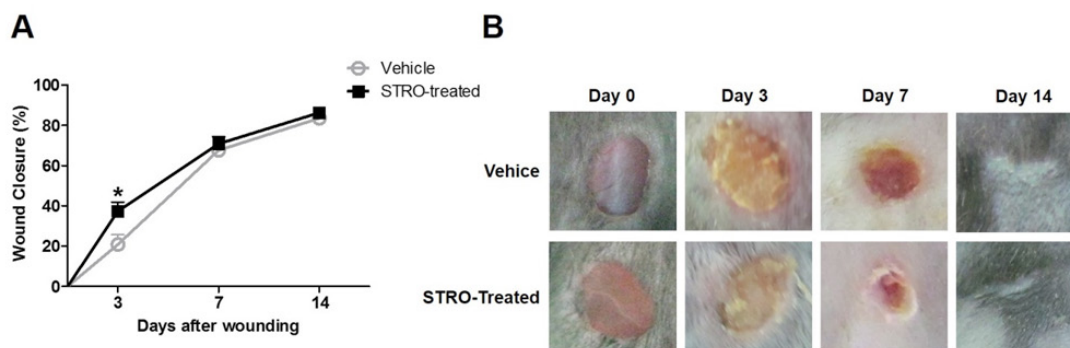 A
Vehicle
STRO-treated
100
80
60
40
20
0
Wound Closure (%)
*
3 7 14
Days after wounding
B
Day 0 Day 3 Day 7 Day 14
Vehice
STRO-Treated